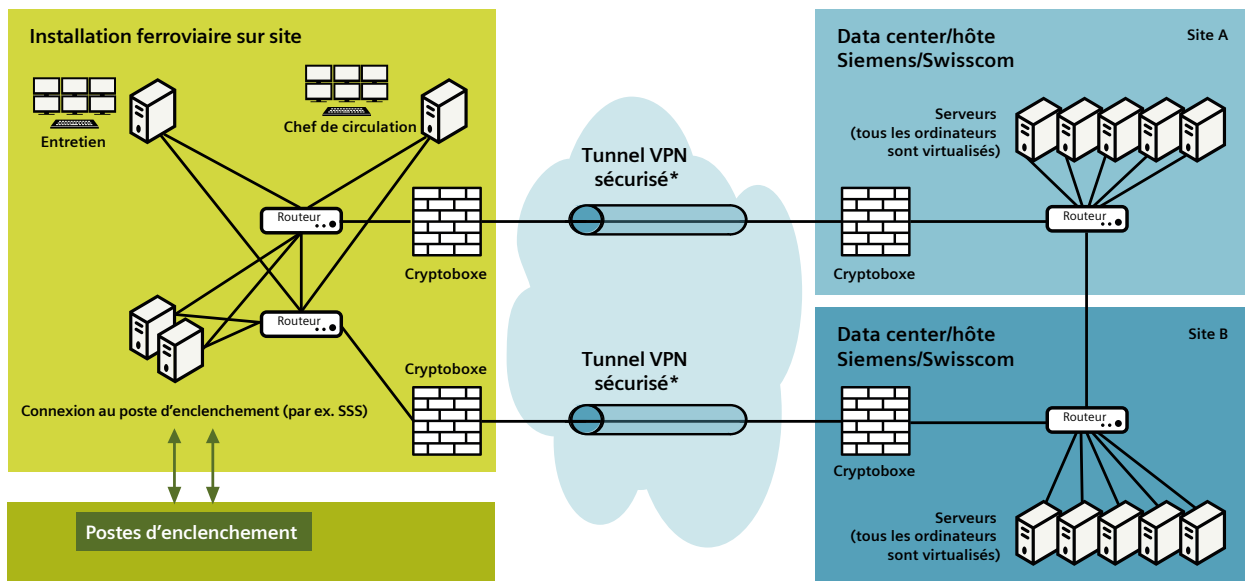 Installation ferroviaire sur site
Entretien
Chef de circulation
Routeur
Cryptoboxe
Routeur
Cryptoboxe
Connexion au poste d’enclenchement (par ex. SSS)
Postes d’enclenchement
Tunnel VPN
sécurisé*
Tunnel VPN
sécurisé*
Data center/hôte
Siemens/Swisscom
Site A
Serveurs
(tous les ordinateurs
sont virtualisés)
Routeur
Cryptoboxe
Data center/hôte
Siemens/Swisscom
Site B
Routeur
Cryptoboxe
Serveurs
(tous les ordinateurs
sont virtualisés)